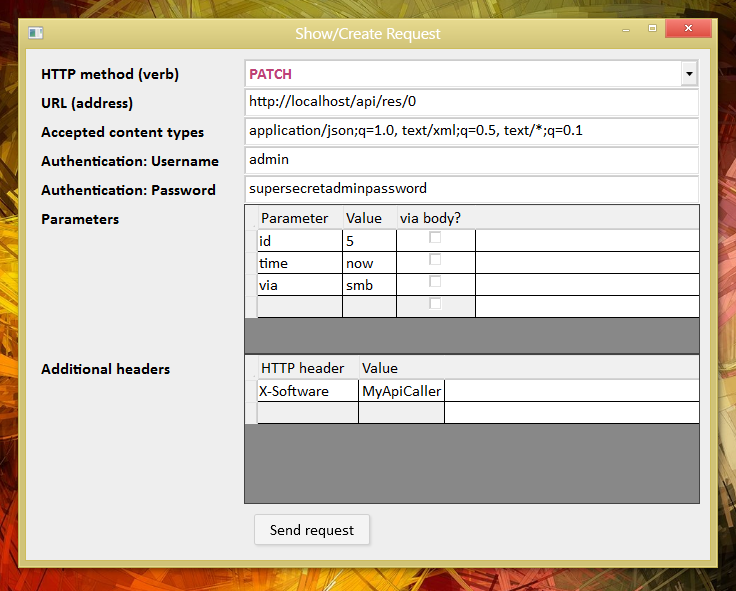 Show/Create Request
HTTP method (verb) PATCH
URL (address) http://localhost/api/res/0
Accepted content types application/json;q=1.0, text/xml;q=0.5, text/*;q=0.1
Authentication: Username admin
Authentication: Password supersecretadminpassword
Parameters
Parameter Value via body?
id 5
time now
via smb
Additional headers
HTTP header Value
X-Software MyApiCaller
Send request